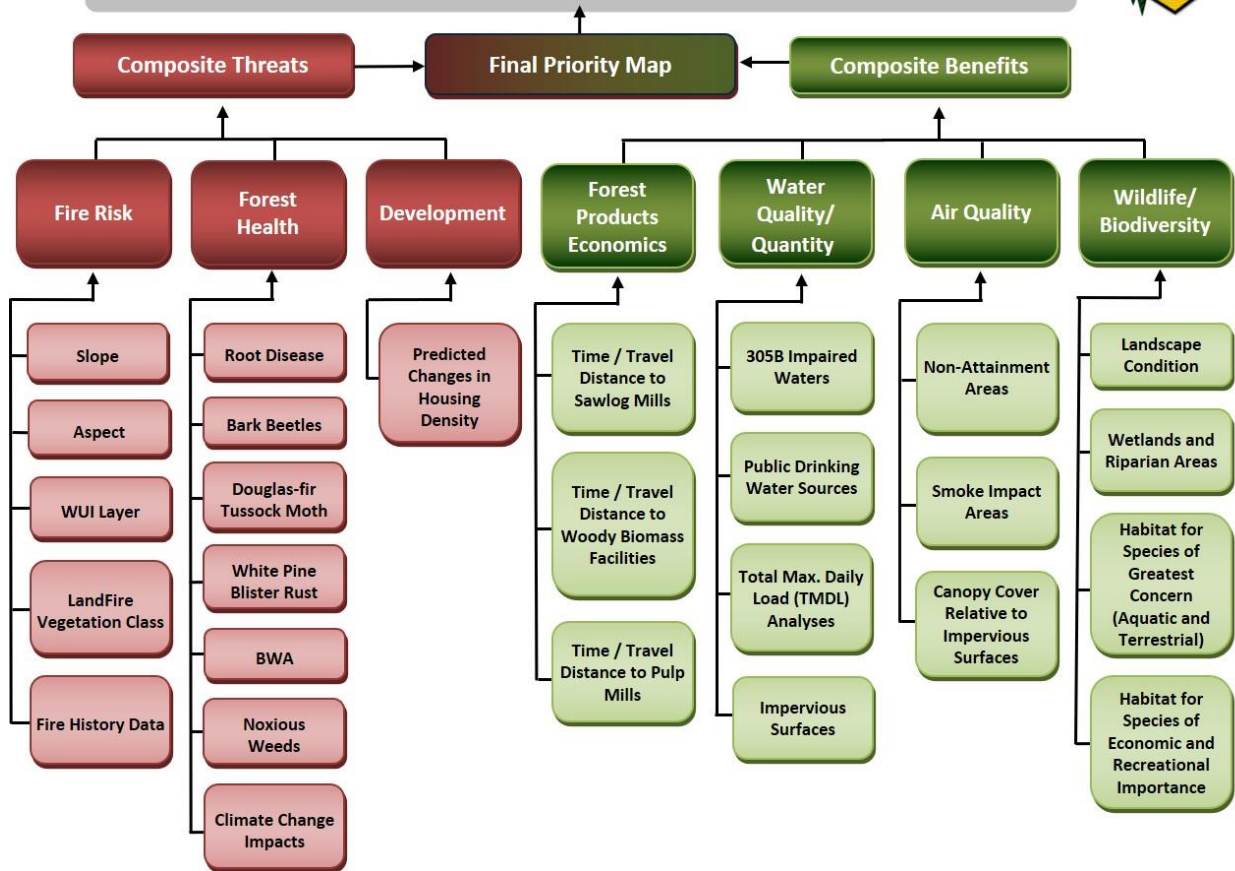 Composite Threats
Final Priority Map
Composite Benefits
Fire Risk
Forest
Health
Development
Forest
Products
Economics
Water
Quality/
Quantity
Air Quality
Wildlife/
Biodiversity
Slope
Aspect
WUI Layer
LandFire
Vegetation Class
Fire History Data
Root Disease
Bark Beetles
Douglas-fir
Tussock Moth
White Pine
Blister Rust
BWA
Noxious
Weeds
Climate Change
Impacts
Predicted
Changes in
Housing
Density
Time / Travel
Distance to
Sawlog Mills
Time / Travel
Distance to
Woody Biomass
Facilities
Time / Travel
Distance to Pulp
Mills
305B Impaired
Waters
Public Drinking
Water Sources
Total Max. Daily
Load (TMDL)
Analyses
Impervious
Surfaces
Non-Attainment
Areas
Smoke Impact
Areas
Canopy Cover
Relative to
Impervious
Surfaces
Landscape
Condition
Wetlands and
Riparian Areas
Habitat for
Species of
Greatest
Concern
(Aquatic and
Terrestrial)
Habitat for
Species of
Economic and
Recreational
Importance